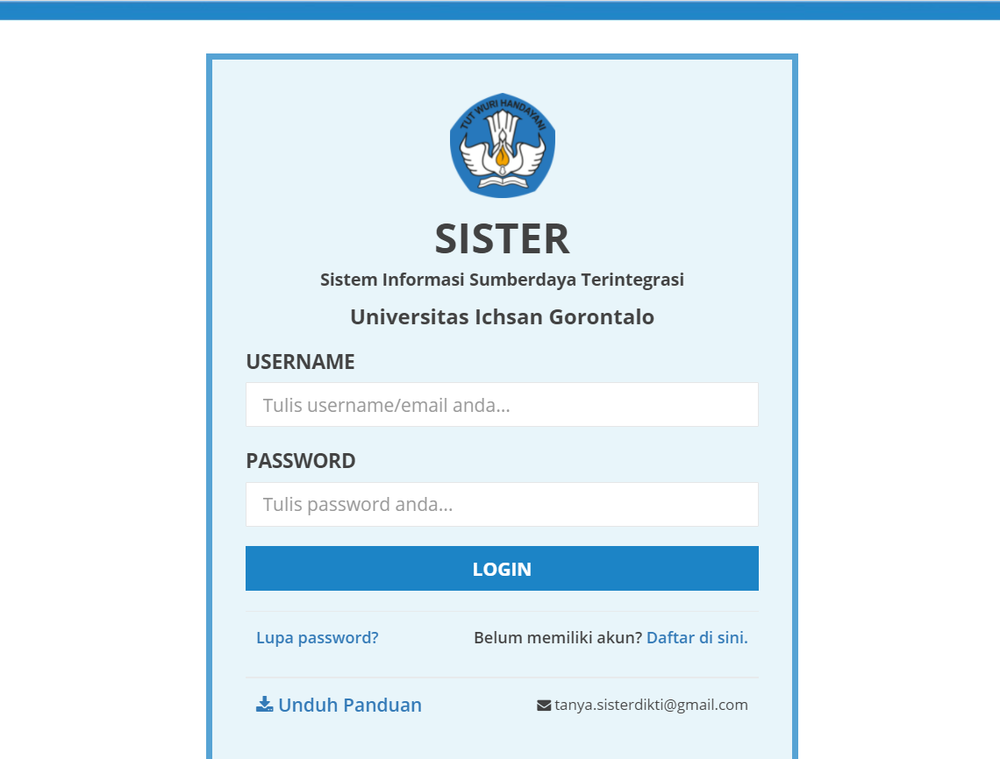 TUT WURI HANDAYANI
SISTER
Sistem Informasi Sumberdaya Terintegrasi
Universitas Ichsan Gorontalo
USERNAME
Tulis username/email anda...
PASSWORD
Tulis password anda...
LOGIN
Lupa password? Belum memiliki akun? Daftar di sini.
Unduh Panduan tanya.sisterdikti@gmail.com